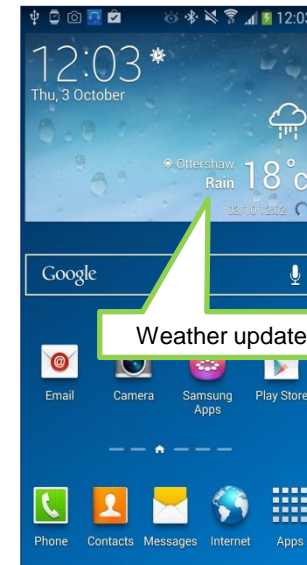 12:03
12:03
Thu, 3 October
Ottershaw
Rain 18°c
03/10 12:02
Google
Weather update
Email Camera Samsung Apps Play Store
Phone Contacts Messages Internet Apps